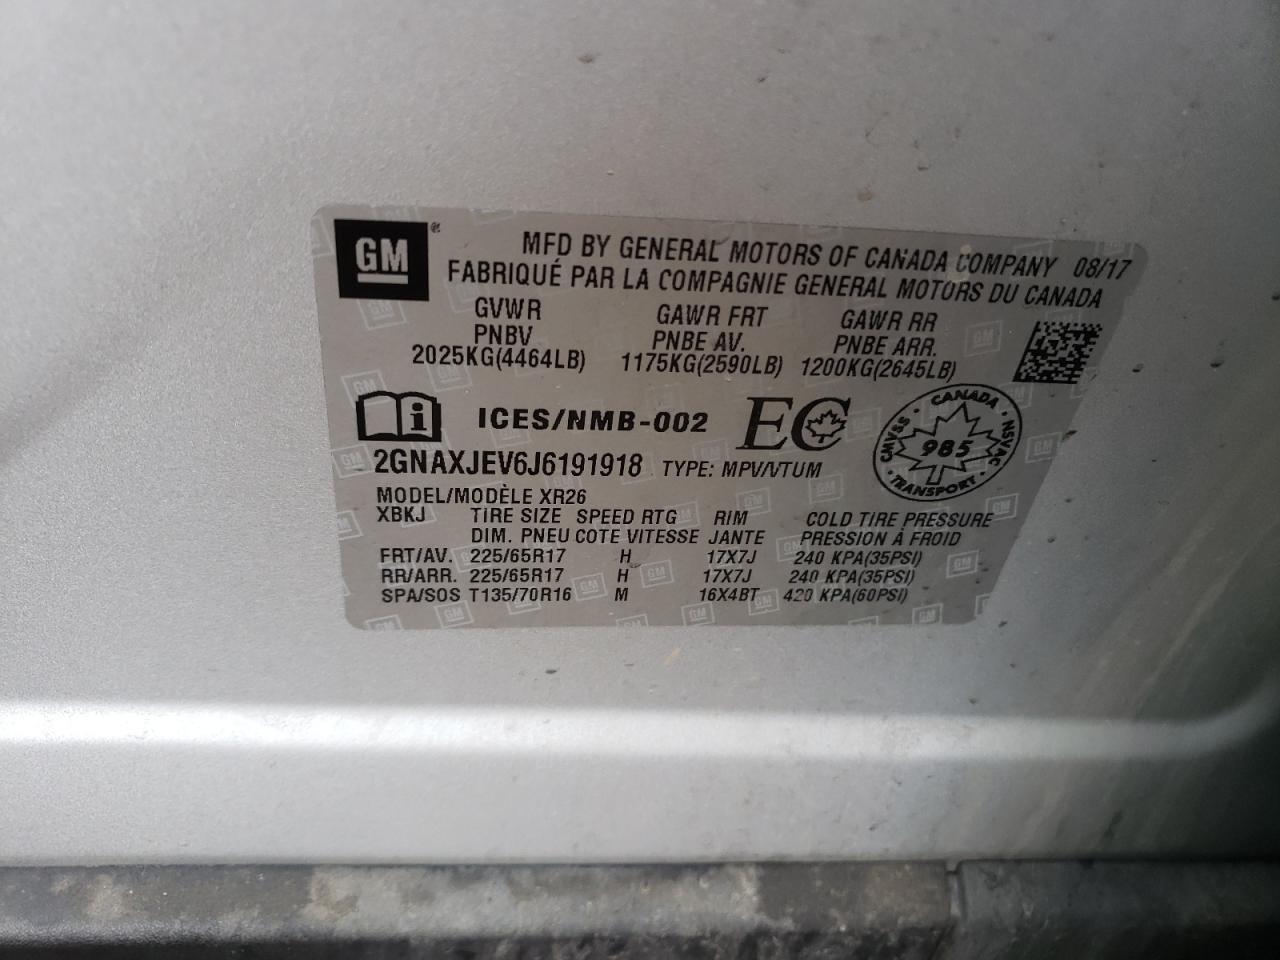 GM®
MFD BY GENERAL MOTORS OF CANADA COMPANY 08/17
FABRIQUÉ PAR LA COMPAGNIE GENERAL MOTORS DU CANADA
GVWR GAWR FRT GAWR RR
PNBV PNBE AV. PNBE ARR.
2025KG(4464LB) 1175KG(2590LB) 1200KG(2645LB)
i ICES/NMB-002 EC
CANADA
CMVSS 985 NSVAC
TRANSPORT
2GNAXJEV6J6191918 TYPE: MPV/VTUM
MODEL/MODÈLE XR26
XBKJ TIRE SIZE SPEED RTG RIM COLD TIRE PRESSURE
DIM. PNEU COTE VITESSE JANTE PRESSION À FROID
FRT/AV. 225/65R17 H 17X7J 240 KPA(35PSI)
RR/ARR. 225/65R17 H 17X7J 240 KPA(35PSI)
SPA/SOS T135/70R16 M 16X4BT 420 KPA(60PSI)